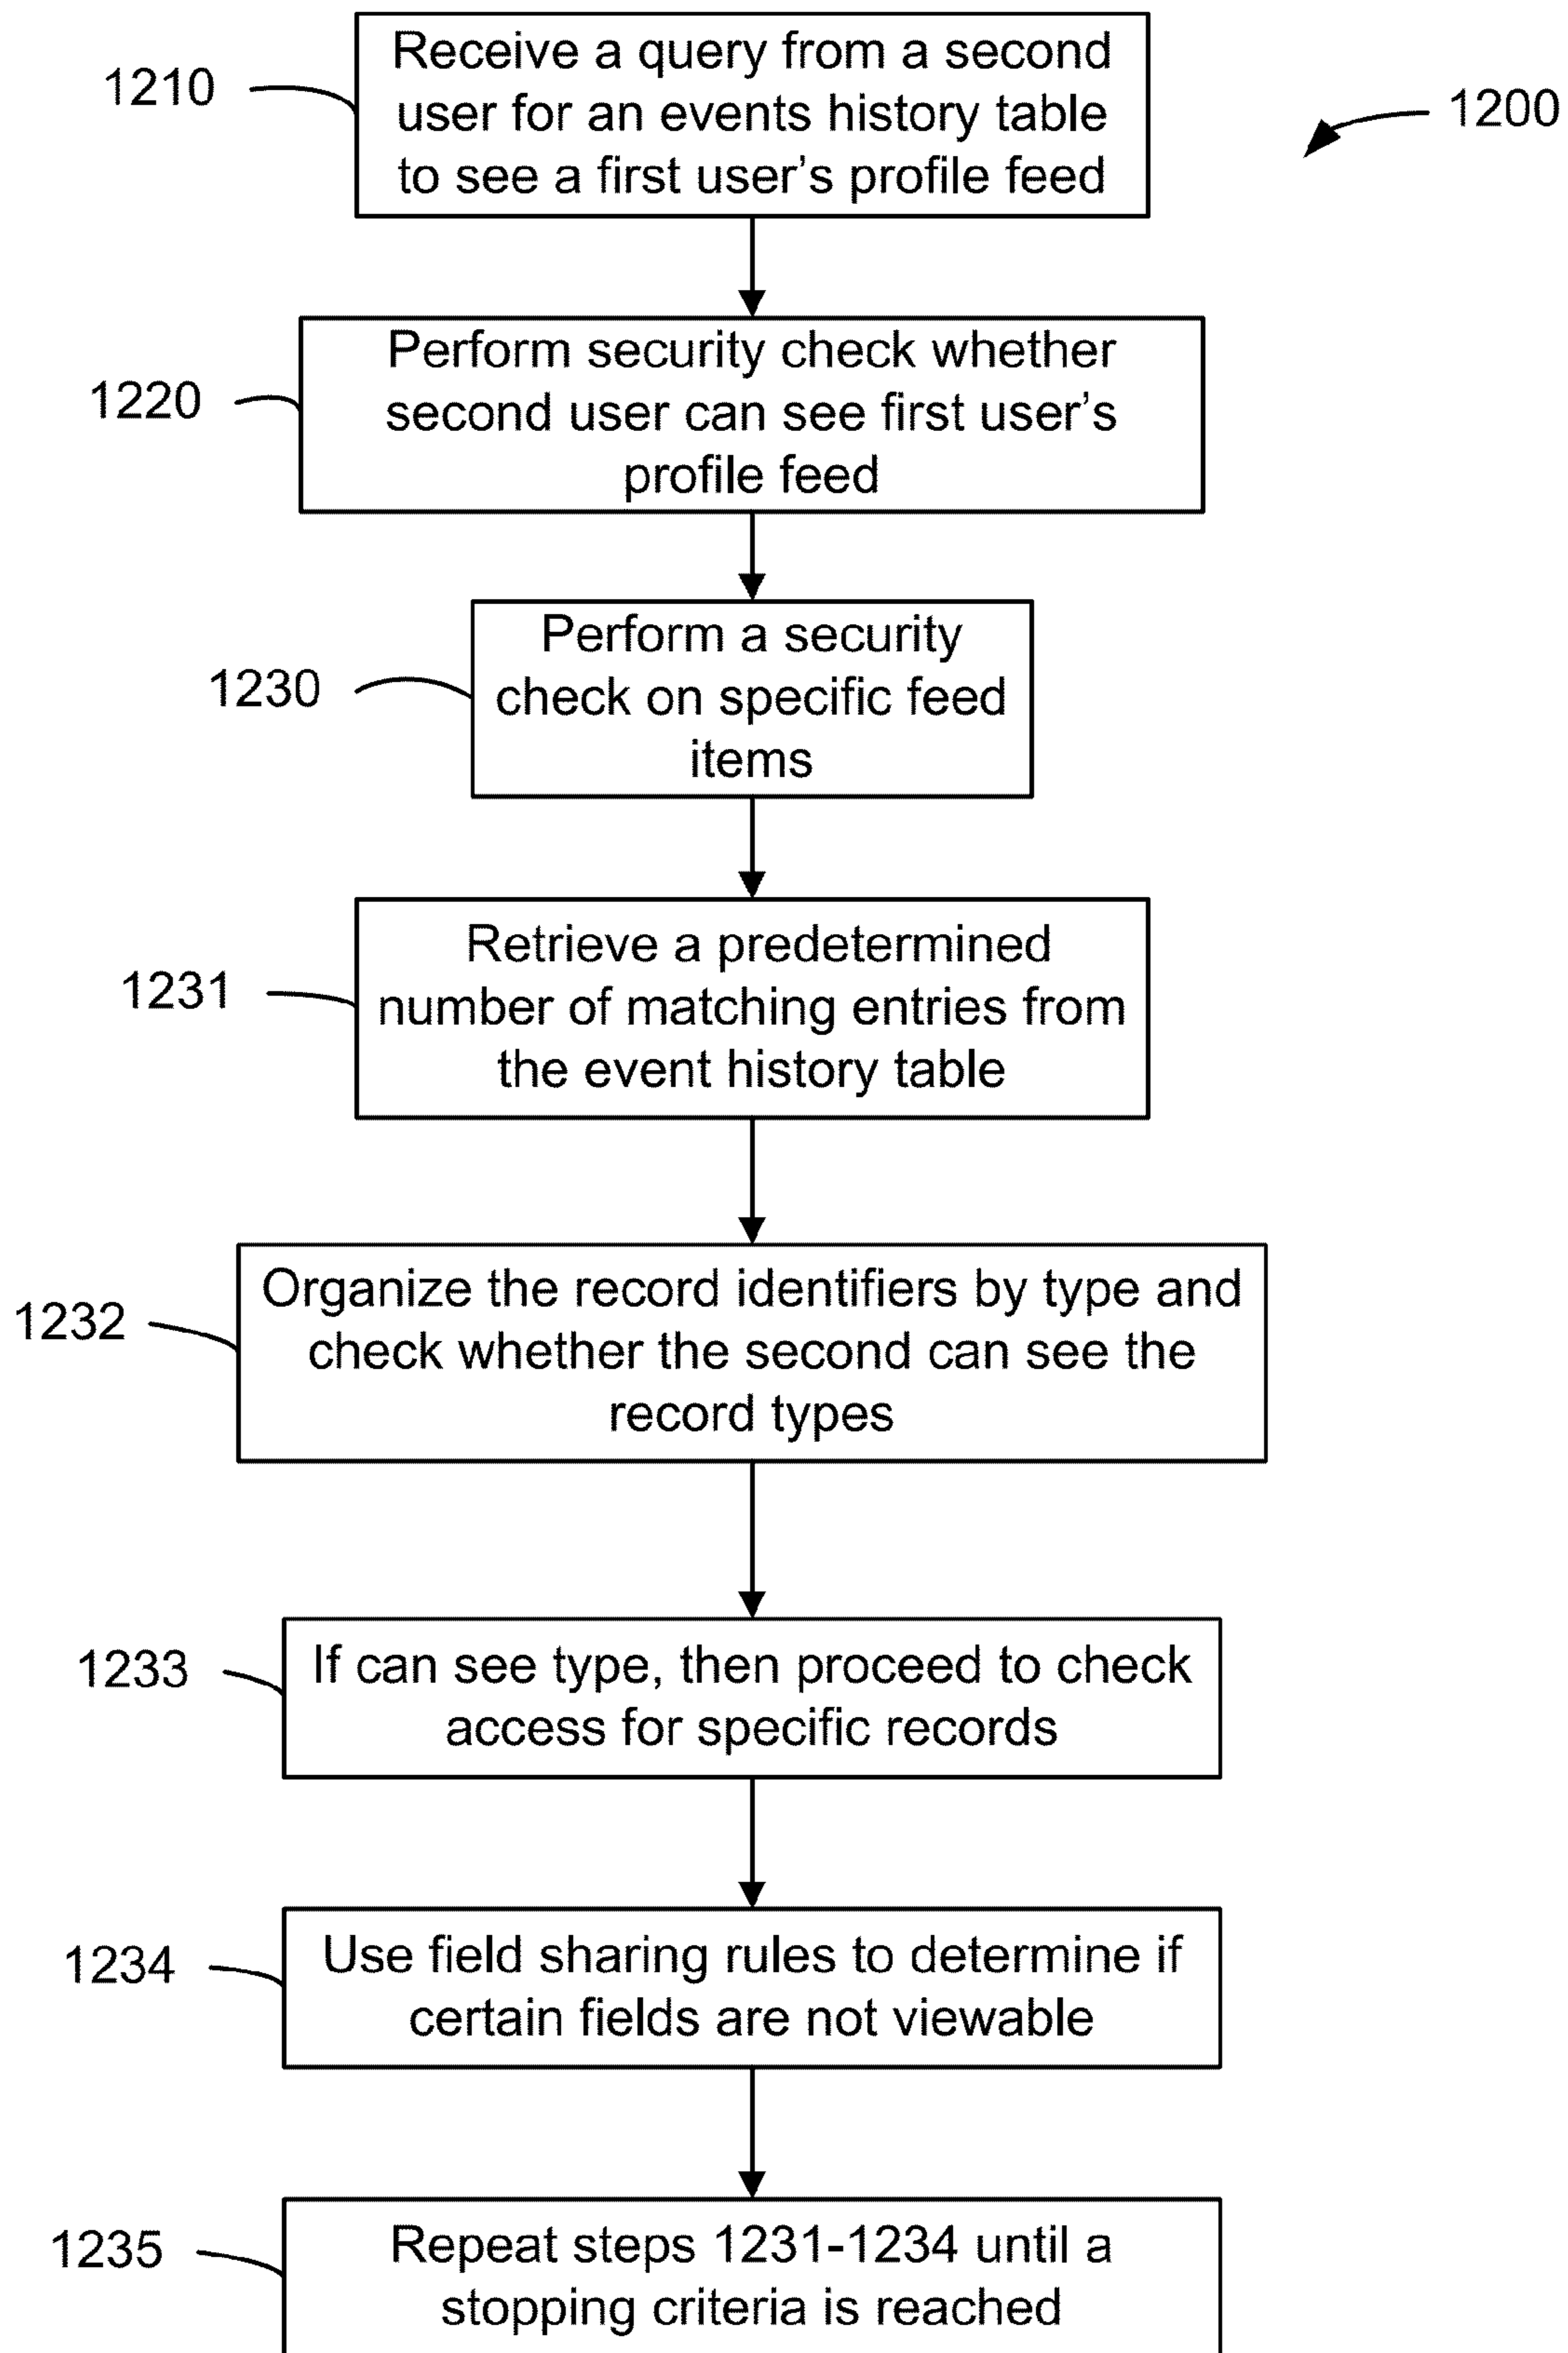 Receive a query from a second
user for an events history table
to see a first user's profile feed
1210
1200
Perform security check whether
second user can see first user's
profile feed
1220
Perform a security
check on specific feed
items
1230
Retrieve a predetermined
number of matching entries from
the event history table
1231
Organize the record identifiers by type and
check whether the second can see the
record types
1232
If can see type, then proceed to check
access for specific records
1233
Use field sharing rules to determine if
certain fields are not viewable
1234
Repeat steps 1231-1234 until a
stopping criteria is reached
1235